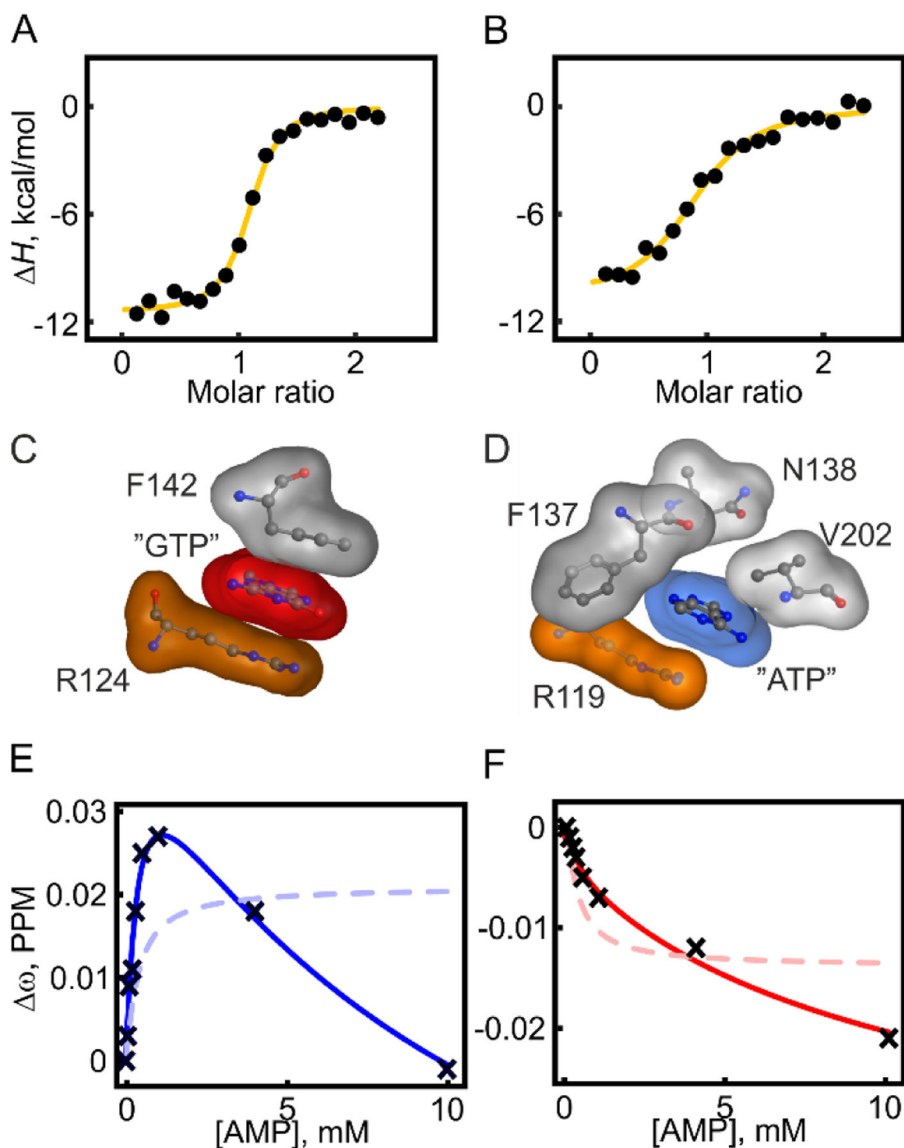 A
B
0
-6
-12
ΔH, kcal/mol
0 1 2
Molar ratio
0
-6
-12
0 1 2
Molar ratio
C
F142
”GTP”
R124
D
N138
F137
V202
”ATP”
R119
E
0.03
0.02
0.01
0
Δω, PPM
0 5 10
[AMP], mM
F
0
-0.01
-0.02
0 5 10
[AMP], mM